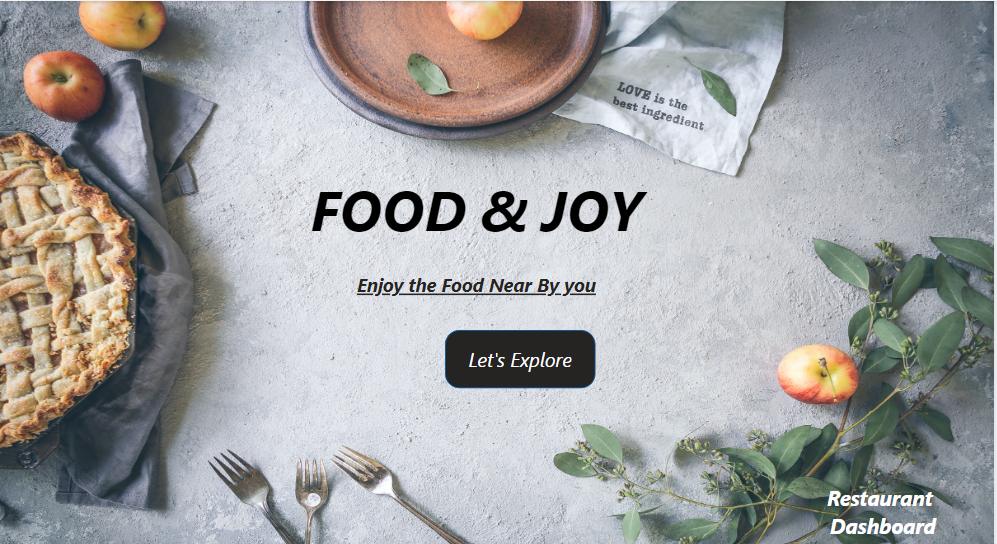 LOVE is the
best ingredient
FOOD & JOY
Enjoy the Food Near By you
Let's Explore
Restaurant
Dashboard